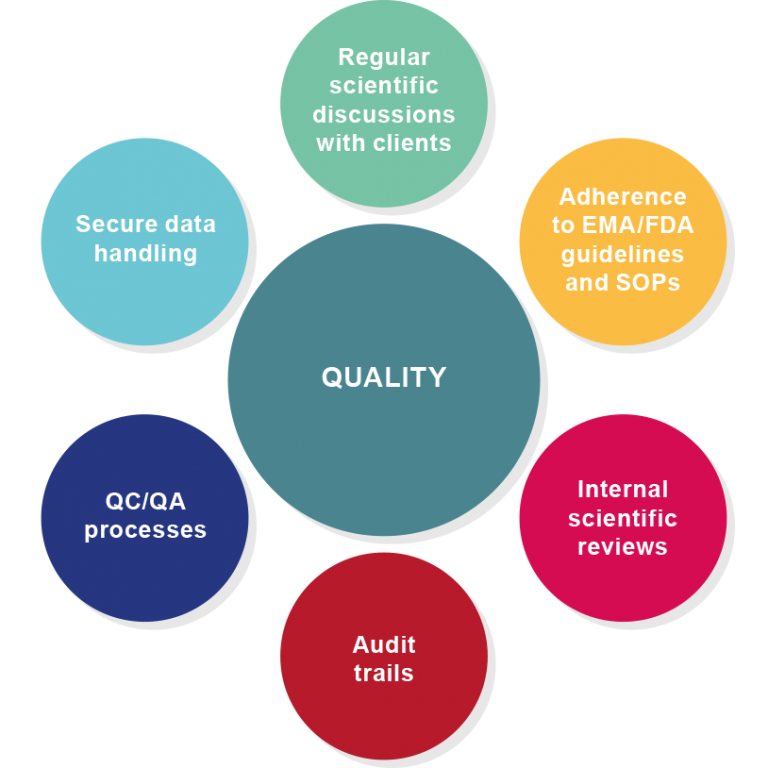 Regular
scientific
discussions
with clients
Adherence
to EMA/FDA
guidelines
and SOPs
Internal
scientific
reviews
Audit
trails
QC/QA
processes
Secure data
handling
QUALITY